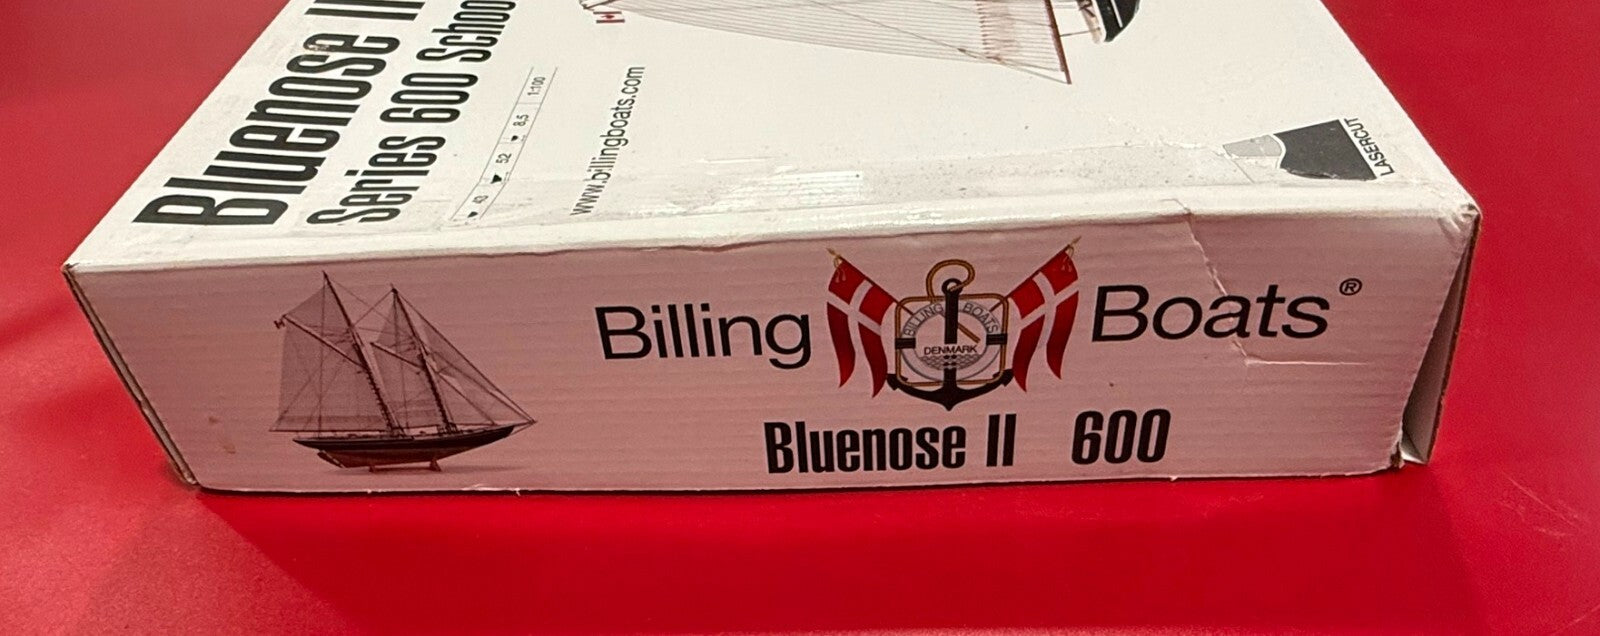 Bluenose II
Series 600 Schoo
40 52 8,5 1:100
www.billingboats.com
LASERCUT
Billing Boats®
BILLING BOATS
DENMARK
Bluenose II 600